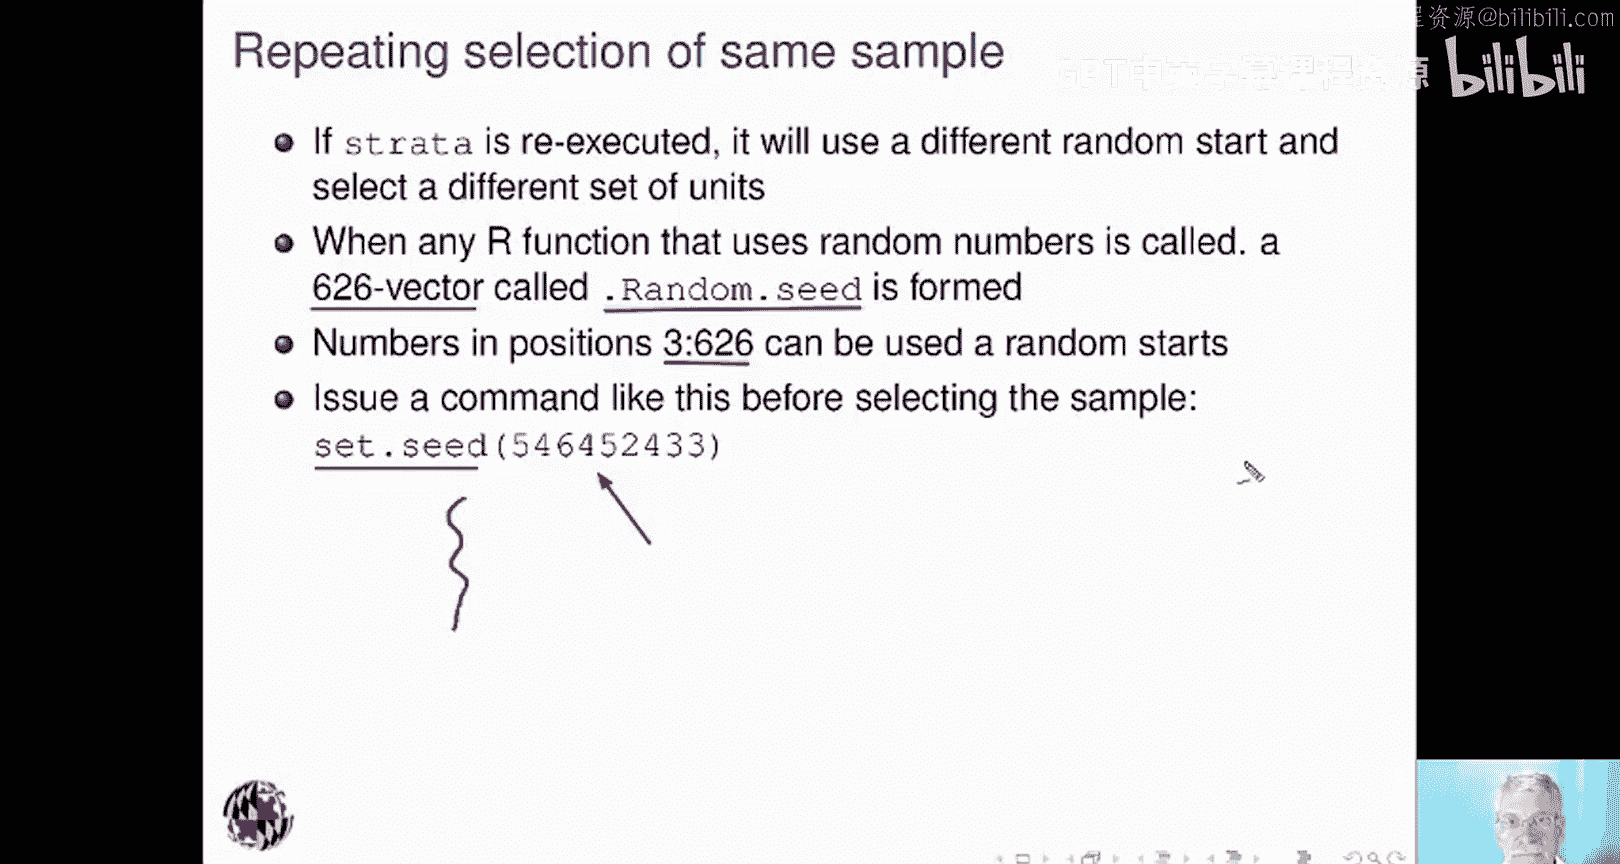 程资源@bilibili.com
bilibili
Repeating selection of same sample
If strata is re-executed, it will use a different random start and
select a different set of units
When any R function that uses random numbers is called. a
626-vector called .Random.seed is formed
Numbers in positions 3:626 can be used a random starts
Issue a command like this before selecting the sample:
set.seed(546452433)